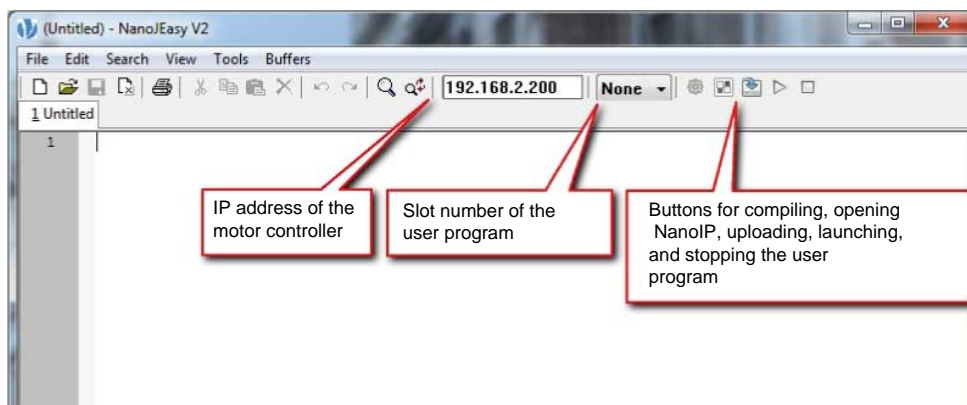 (Untitled) - NanoJEasy V2
File Edit Search View Tools Buffers
192.168.2.200 None
1 Untitled
1
IP address of the
motor controller
Slot number of the
user program
Buttons for compiling, opening
NanoIP, uploading, launching,
and stopping the user
program